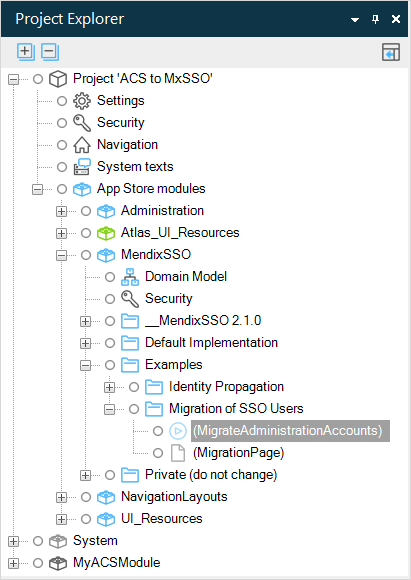 Project Explorer
Project 'ACS to MxSSO'
Settings
Security
Navigation
System texts
App Store modules
Administration
Atlas_UI_Resources
MendixSSO
Domain Model
Security
__MendixSSO 2.1.0
Default Implementation
Examples
Identity Propagation
Migration of SSO Users
(MigrateAdministrationAccounts)
(MigrationPage)
Private (do not change)
NavigationLayouts
UI_Resources
System
MyACSModule